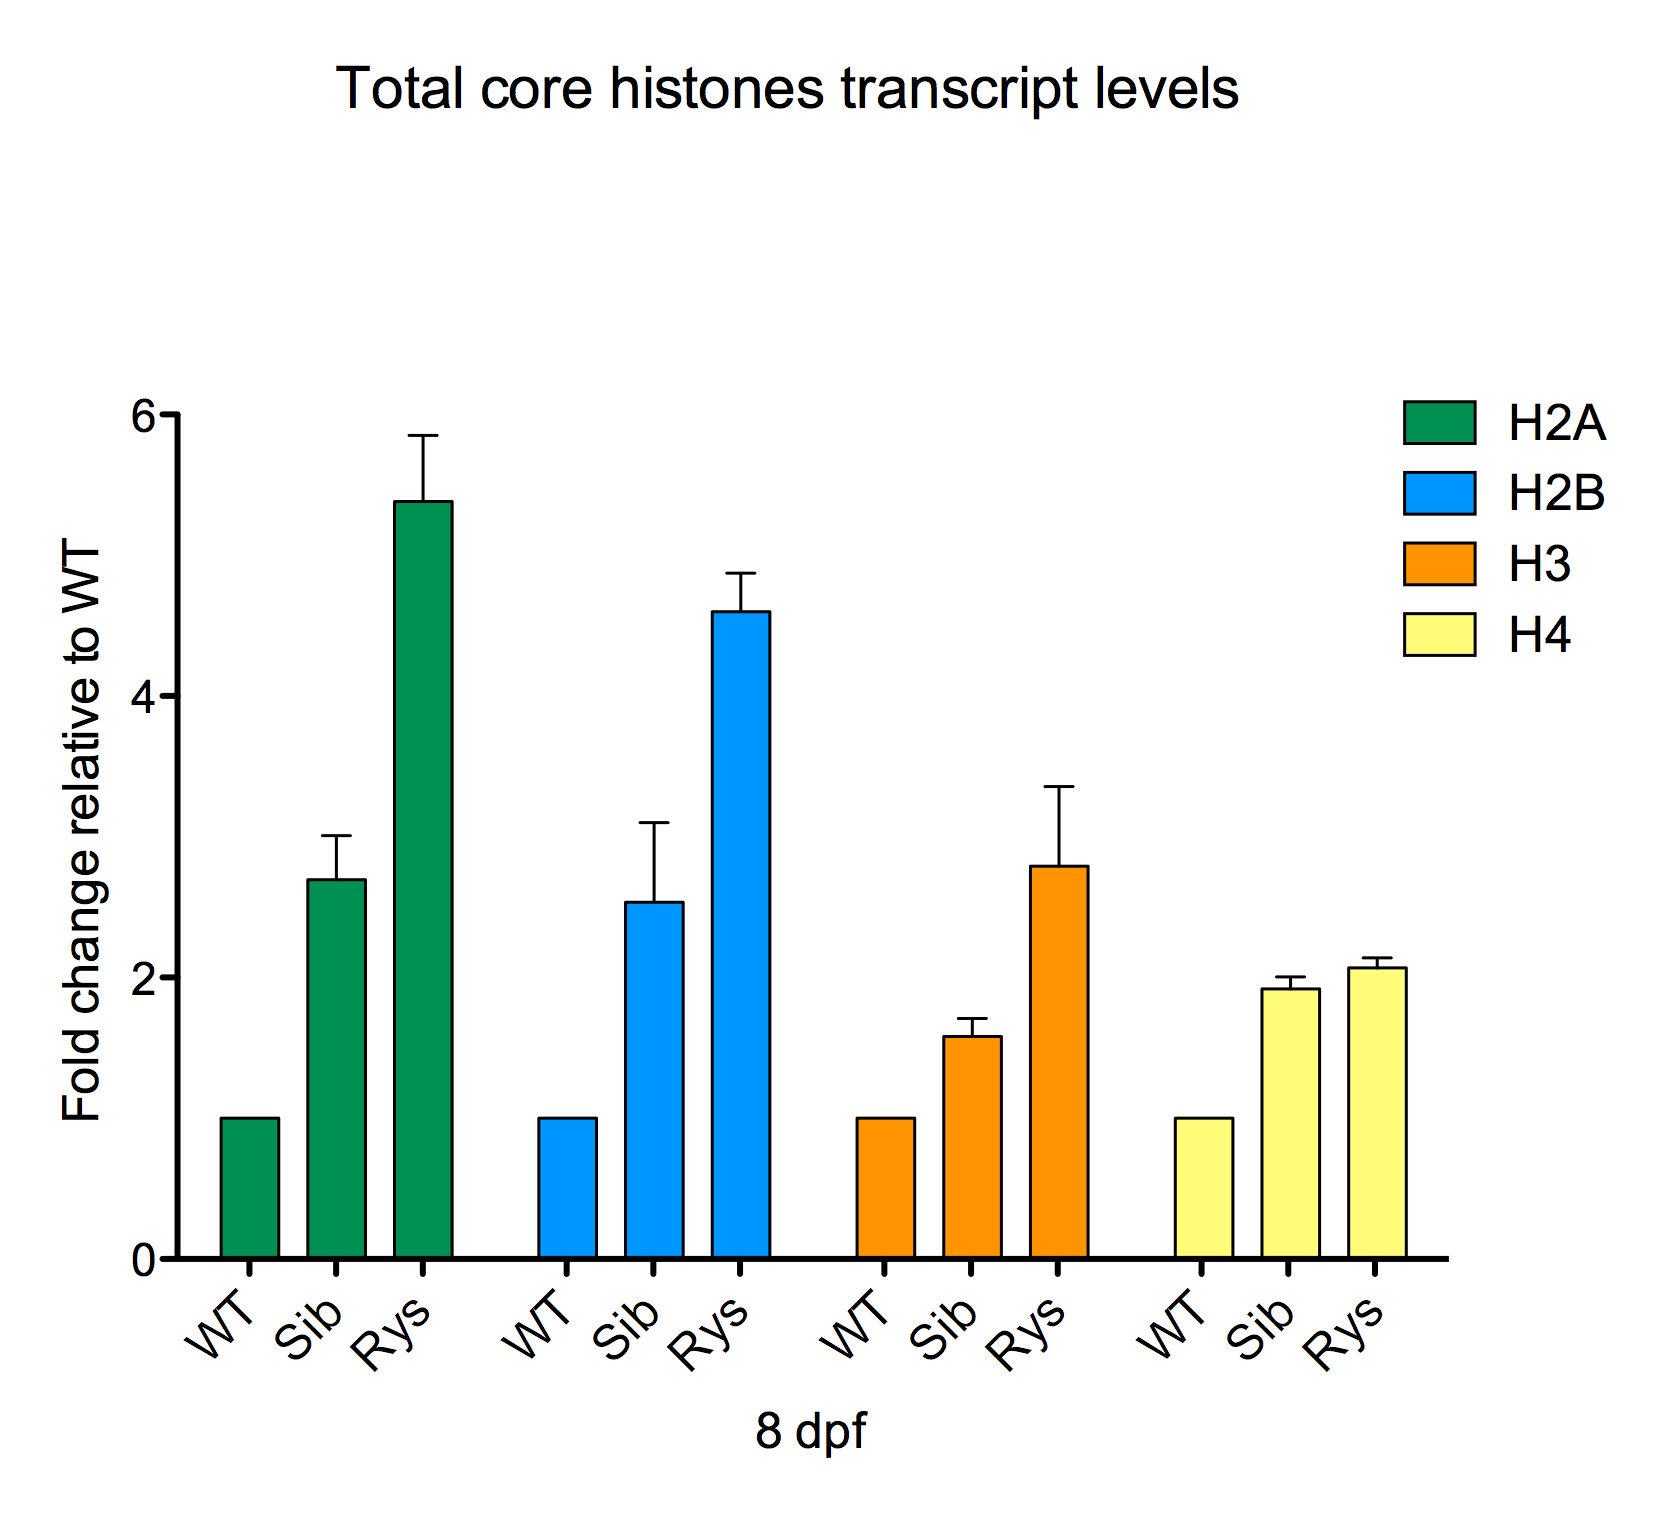 Total core histones transcript levels
Fold change relative to WT
6
4
2
0
H2A
H2B
H3
H4
WT Sib Rys WT Sib Rys WT Sib Rys WT Sib Rys
8 dpf